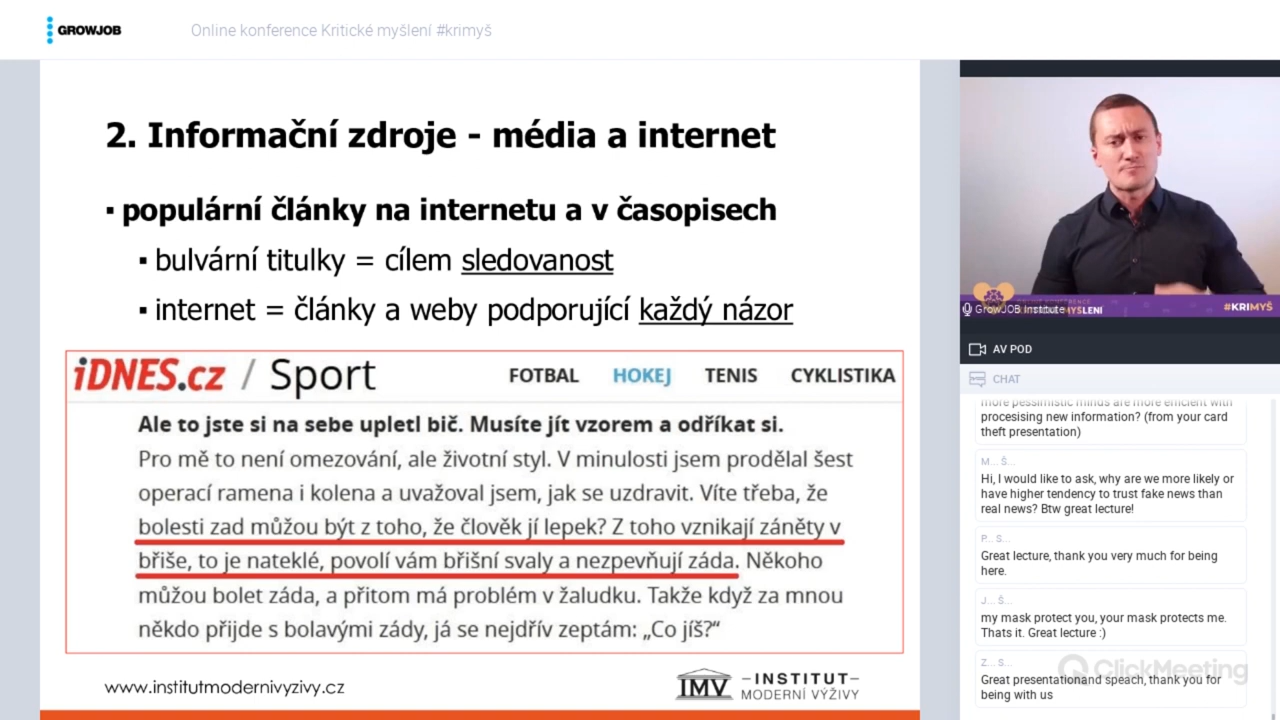 GROWJOB
Online konference Kritické myšlení #krimyš
2. Informační zdroje - média a internet
▪ populární články na internetu a v časopisech
▪ bulvární titulky = cílem sledovanost
▪ internet = články a weby podporující každý názor
iDNES.cz / Sport
FOTBAL HOKEJ TENIS CYKLISTIKA
Ale to jste si na sebe upletl bič. Musíte jít vzorem a odříkat si.
Pro mě to není omezování, ale životní styl. V minulosti jsem prodělal šest
operací ramena i kolena a uvažoval jsem, jak se uzdravit. Víte třeba, že
bolesti zad můžou být z toho, že člověk jí lepek? Z toho vznikají záněty v
břiše, to je nateklé, povolí vám břišní svaly a nezpevňují záda. Někoho
můžou bolet záda, a přitom má problém v žaludku. Takže když za mnou
někdo přijde s bolavými zády, já se nejdřív zeptám: „Co jíš?“
www.institutmodernivyzivy.cz
IMV
–INSTITUT–
MODERNÍ VÝŽIVY
#KRIMYŠ
GrowJOB Institute
AV POD
CHAT
more pessimistic minds are more efficient with
procesising new information? (from your card
theft presentation)
M... Š...
Hi, I would like to ask, why are we more likely or
have higher tendency to trust fake news than
real news? Btw great lecture!
P... S...
Great lecture, thank you very much for being
here.
J... Š...
my mask protect you, your mask protects me.
Thats it. Great lecture :)
Z... S...
Great presentationand speach, thank you for
being with us
ClickMeeting